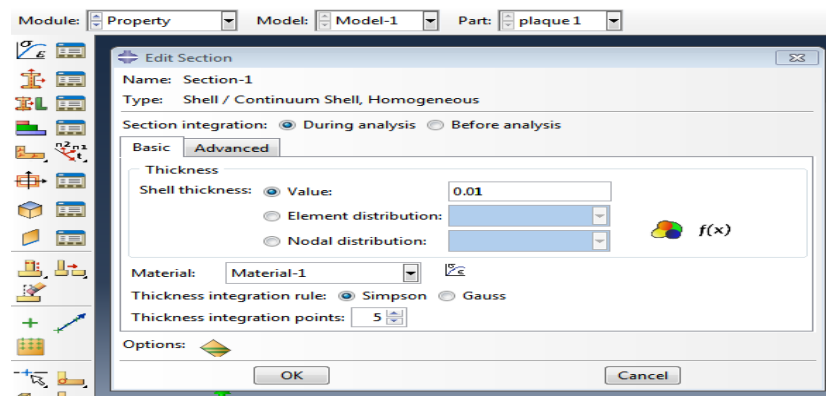 Module: Property Model: Model-1 Part: plaque1
Edit Section
Name: Section-1
Type: Shell / Continuum Shell, Homogeneous
Section integration: During analysis Before analysis
Basic Advanced
Thickness
Shell thickness: Value: 0.01
Element distribution:
Nodal distribution:
f(x)
Material: Material-1
Thickness integration rule: Simpson Gauss
Thickness integration points: 5
Options:
OK Cancel